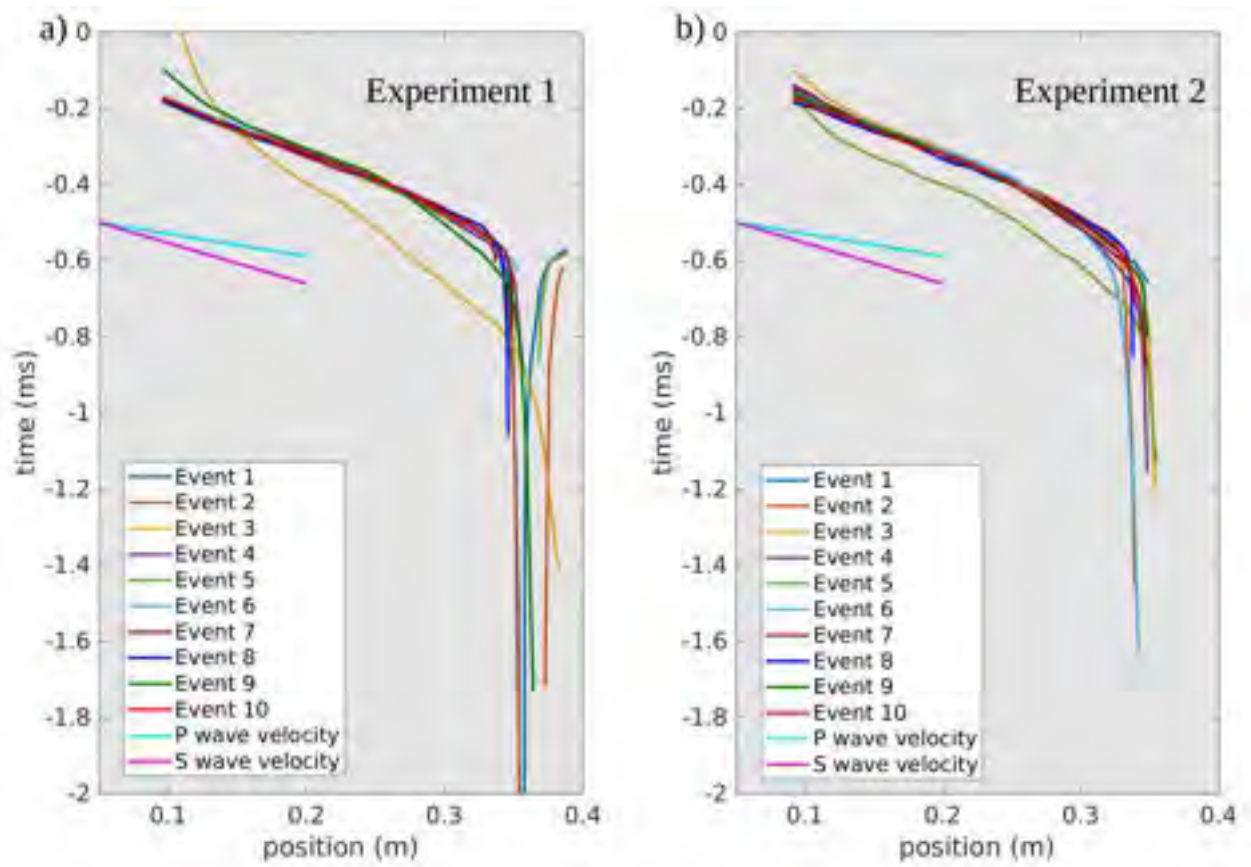 a)
Experiment 1
-0
-0.2
-0.4
-0.6
-0.8
-1
-1.2
-1.4
-1.6
-1.8
-2
time (ms)
0.1
0.2
0.3
0.4
position (m)
Event 1
Event 2
Event 3
Event 4
Event 5
Event 6
Event 7
Event 8
Event 9
Event 10
P wave velocity
S wave velocity
b)
Experiment 2
0
-0.2
-0.4
-0.6
-0.8
-1
-1.2
-1.4
-1.6
-1.8
-2
time (ms)
0.1
0.2
0.3
0.4
position (m)
Event 1
Event 2
Event 3
Event 4
Event 5
Event 6
Event 7
Event 8
Event 9
Event 10
P wave velocity
S wave velocity